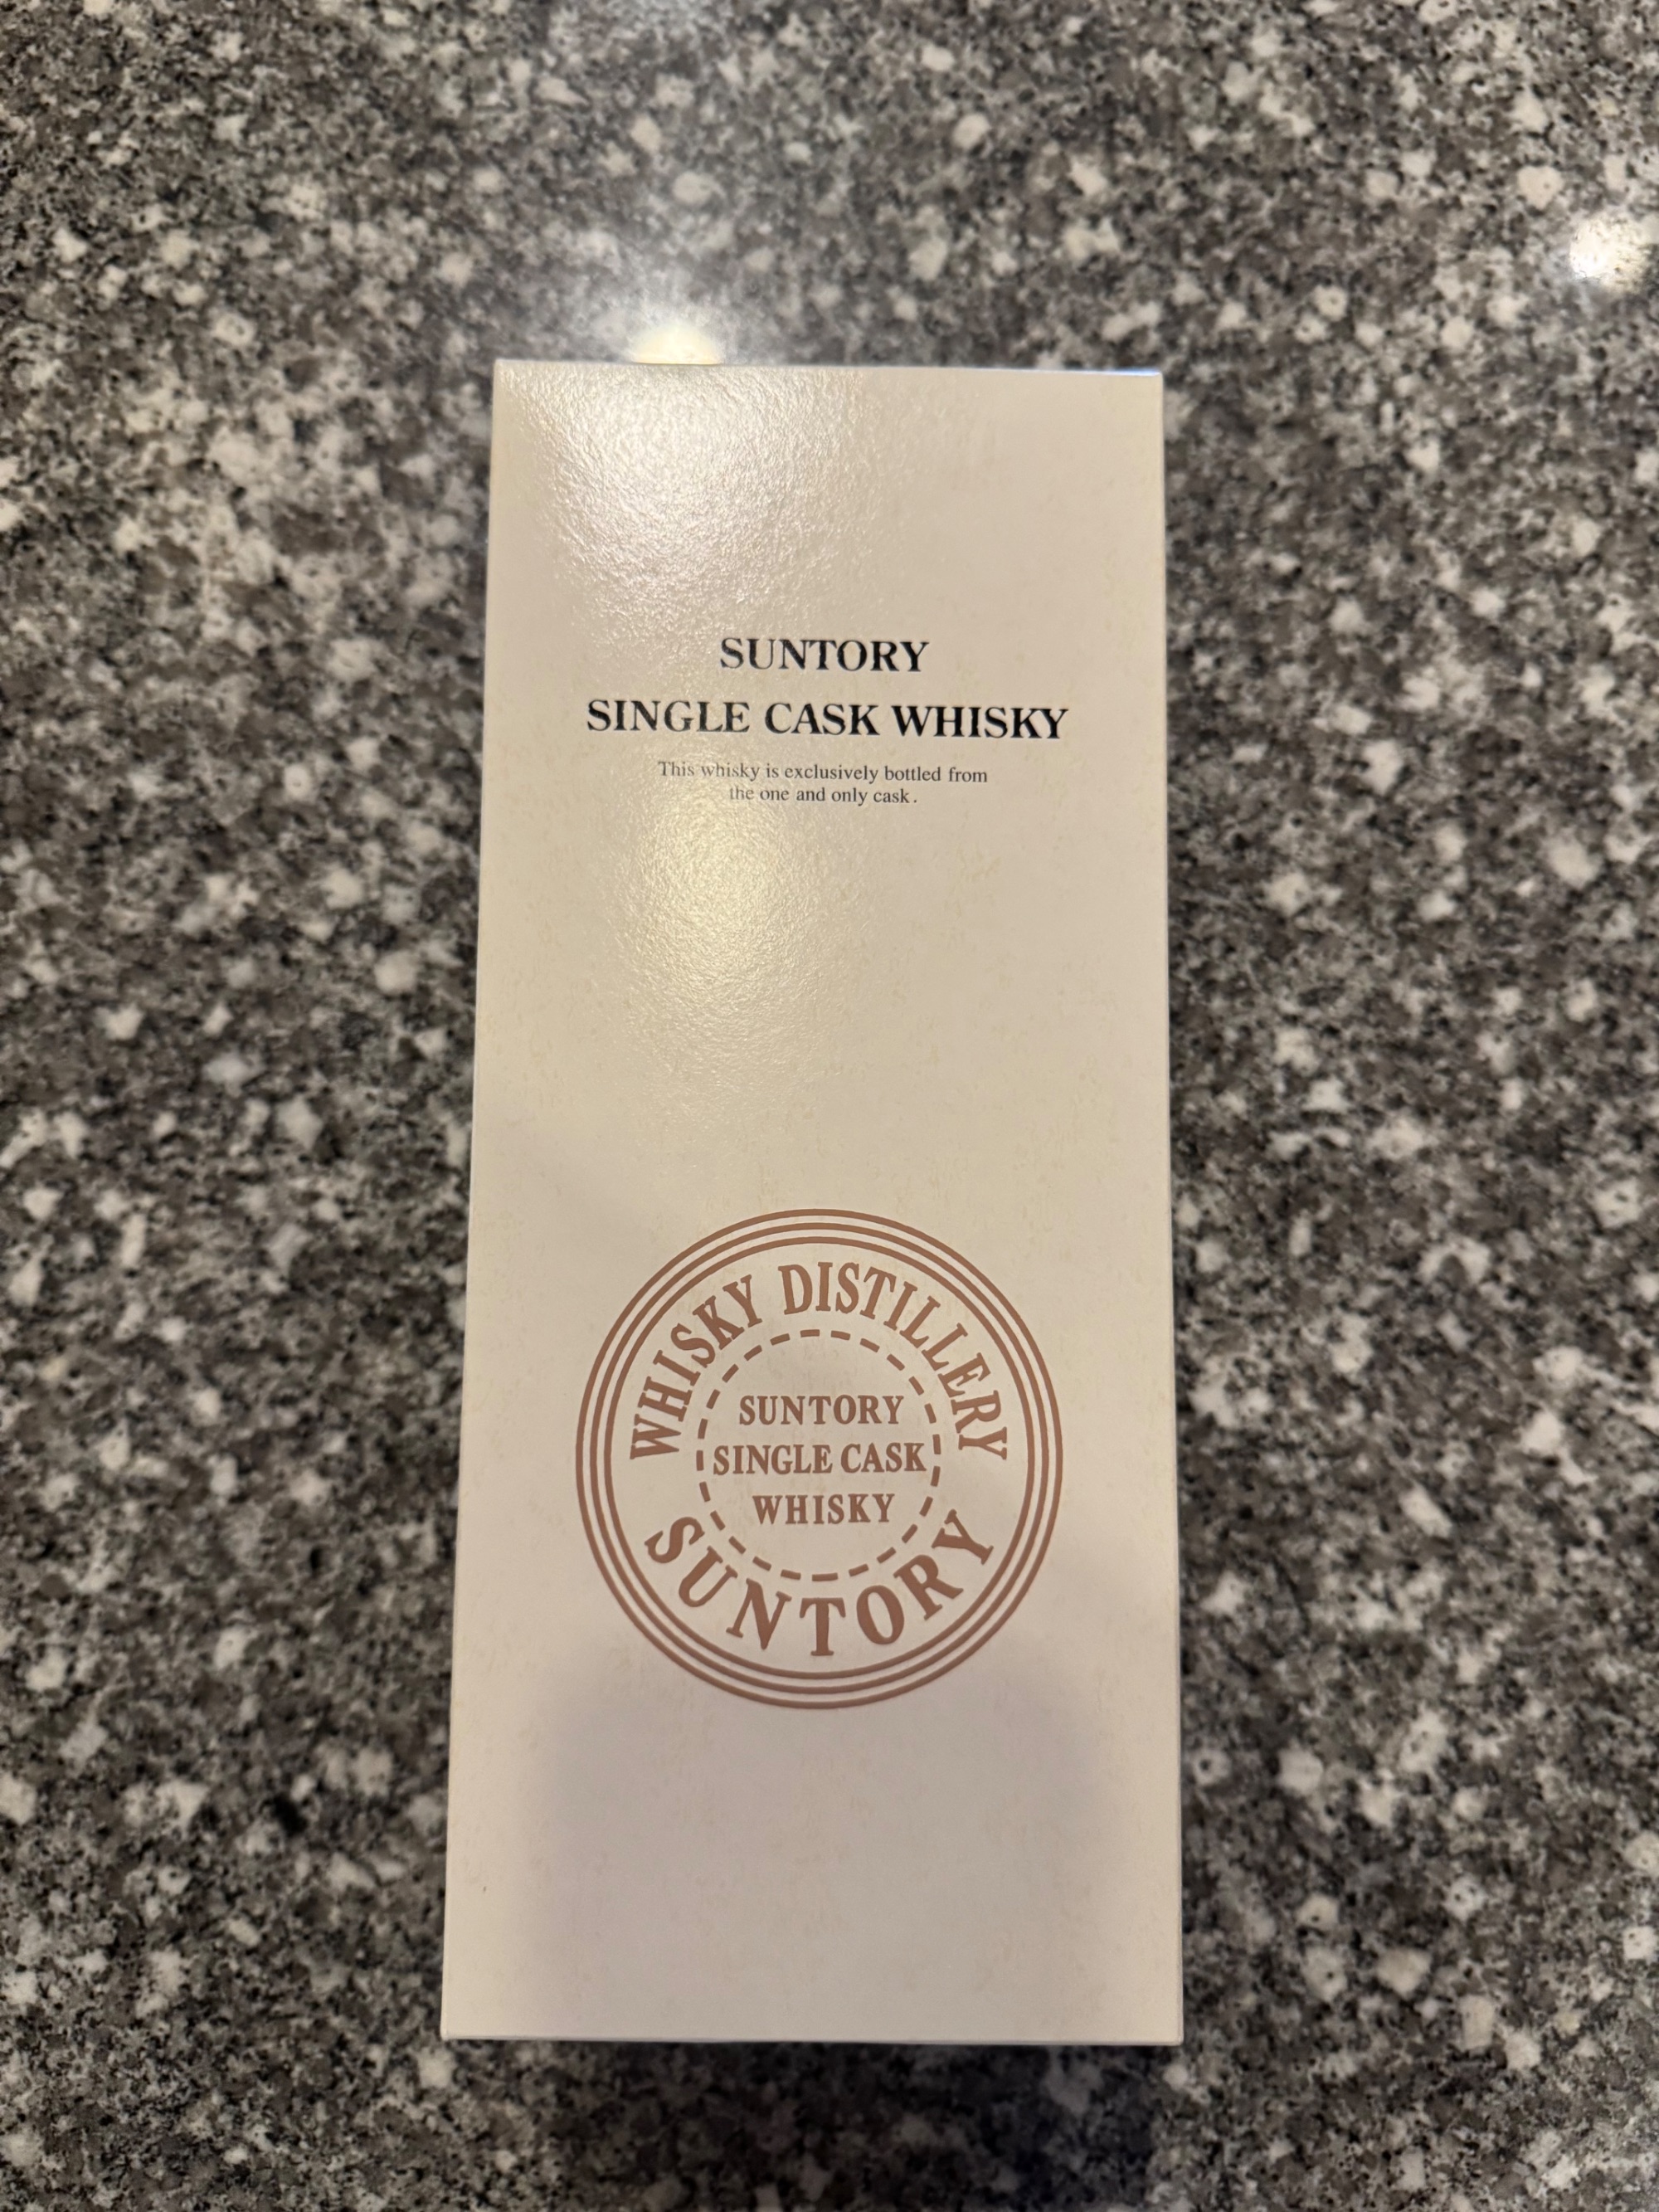 SUNTORY
SINGLE CASK WHISKY
This whisky is exclusively bottled from
the one and only cask.
WHISKY DISTILLERY
SUNTORY
SINGLE CASK
WHISKY
SUNTORY